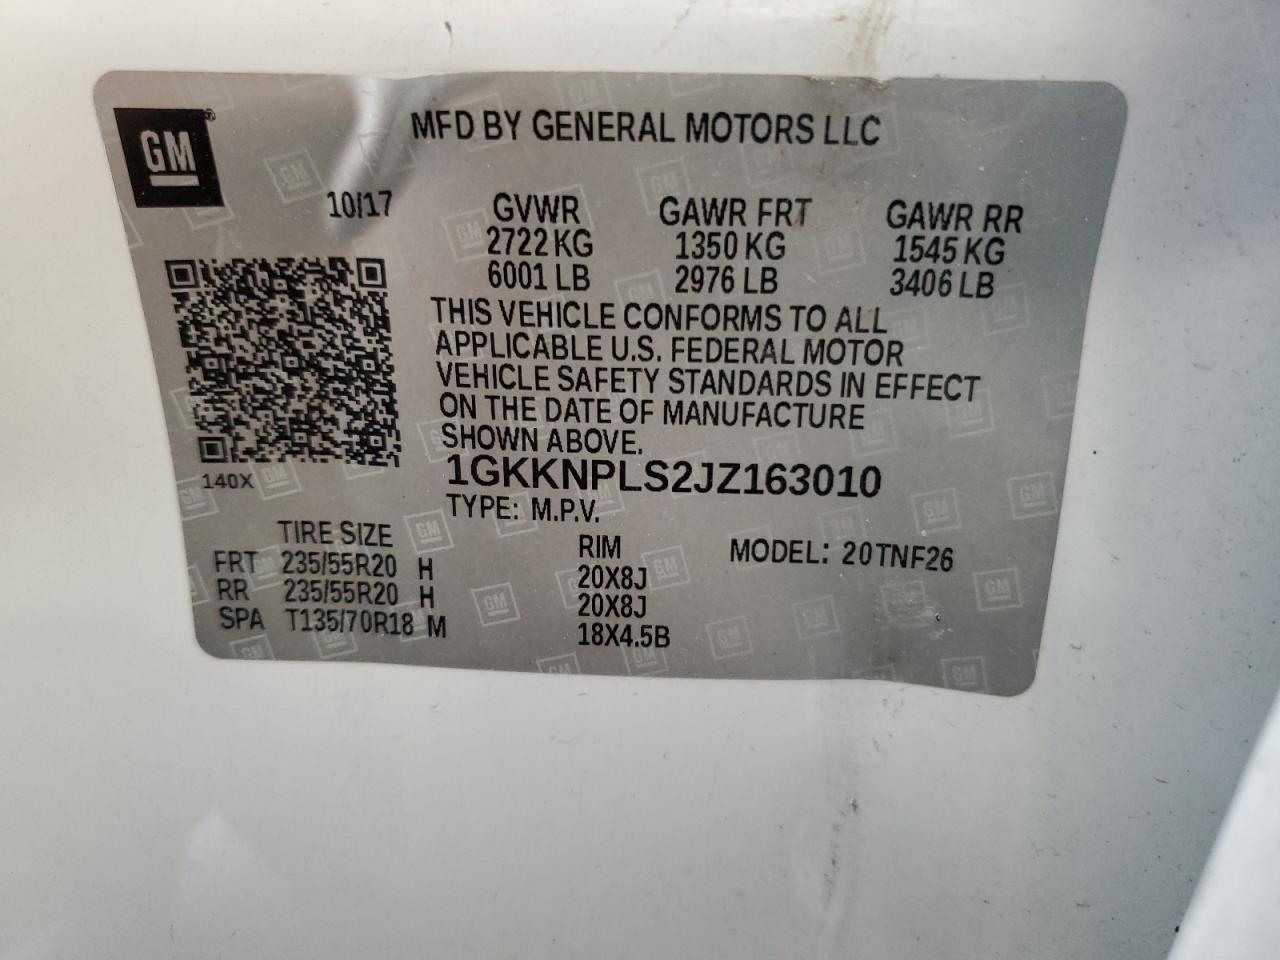 GM
MFD BY GENERAL MOTORS LLC
10/17
GVWR GAWR FRT GAWR RR
2722 KG 1350 KG 1545 KG
6001 LB 2976 LB 3406 LB
THIS VEHICLE CONFORMS TO ALL
APPLICABLE U.S. FEDERAL MOTOR
VEHICLE SAFETY STANDARDS IN EFFECT
ON THE DATE OF MANUFACTURE
SHOWN ABOVE.
140X
1GKKNPLS2JZ163010
TYPE: M.P.V.
TIRE SIZE RIM MODEL: 20TNF26
FRT 235/55R20 H 20X8J
RR 235/55R20 H 20X8J
SPA T135/70R18 M 18X4.5B